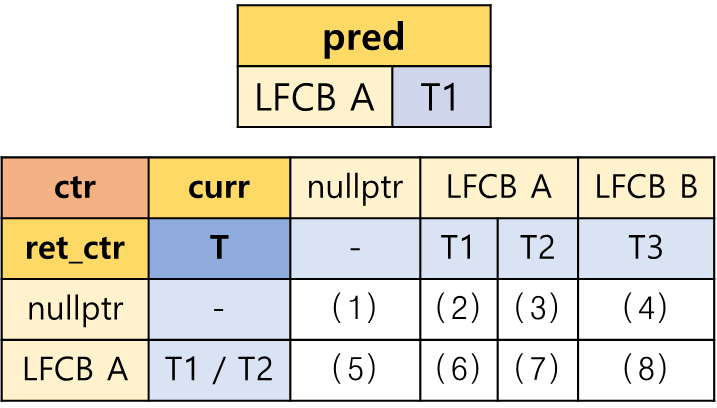 pred
LFCB A T1
ctr curr nullptr LFCB A LFCB B
ret_ctr T - T1 T2 T3
nullptr - (1) (2) (3) (4)
LFCB A T1 / T2 (5) (6) (7) (8)